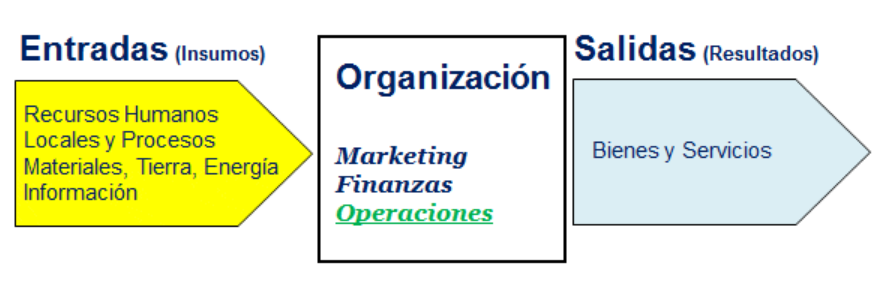 Entradas (Insumos)
Recursos Humanos
Locales y Procesos
Materiales, Tierra, Energía
Información
Organización
Marketing
Finanzas
Operaciones
Salidas (Resultados)
Bienes y Servicios